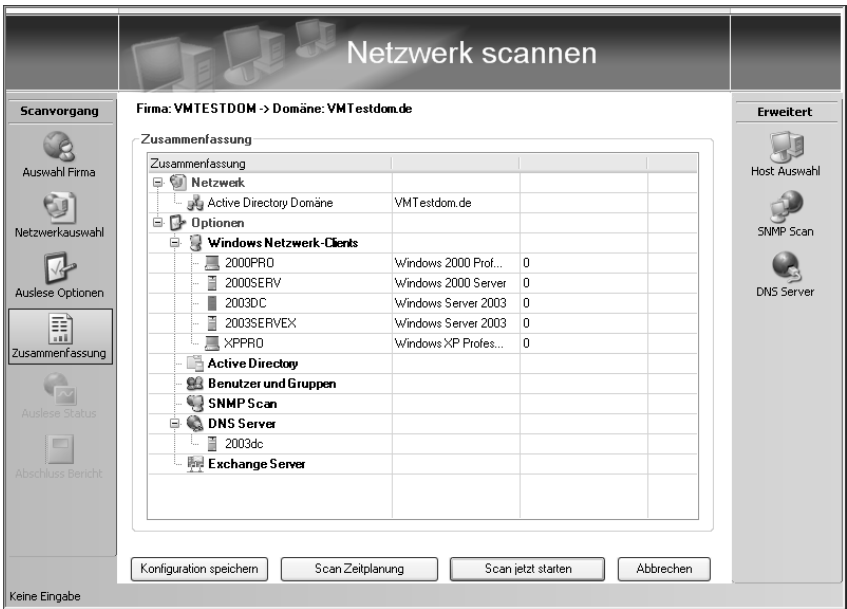 Netzwerk scannen
Scanvorgang
Auswahl Firma
Netzwerkauswahl
Auslese Optionen
Zusammenfassung
Auslese Status
Abschluss Bericht
Firma: VMTESTDOM -> Domäne: VMTestdom.de
Zusammenfassung
Zusammenfassung
Netzwerk
Active Directory Domäne VMTestdom.de
Optionen
Windows Netzwerk-Clients
2000PRO Windows 2000 Prof... 0
2000SERV Windows 2000 Server 0
2003DC Windows Server 2003 0
2003SERVEX Windows Server 2003 0
XPPRO Windows XP Profes... 0
Active Directory
Benutzer und Gruppen
SNMP Scan
DNS Server
2003dc
Exchange Server
Erweitert
Host Auswahl
SNMP Scan
DNS Server
Konfiguration speichern Scan Zeitplanung Scan jetzt starten Abbrechen
Keine Eingabe